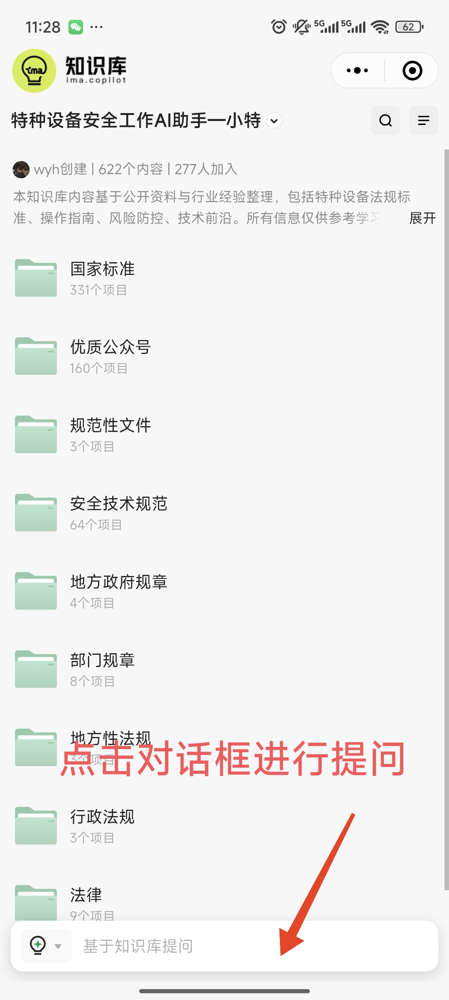 11:28
5G 5G 62
ima 知识库
ima.copilot
特种设备安全工作AI助手—小特
wyh创建 | 622个内容 | 277人加入
本知识库内容基于公开资料与行业经验整理，包括特种设备法规标
准、操作指南、风险防控、技术前沿。所有信息仅供参考学习 展开
国家标准
331个项目
优质公众号
160个项目
规范性文件
3个项目
安全技术规范
64个项目
地方政府规章
4个项目
部门规章
8个项目
地方性法规
3个项目
点击对话框进行提问
行政法规
3个项目
法律
9个项目
基于知识库提问